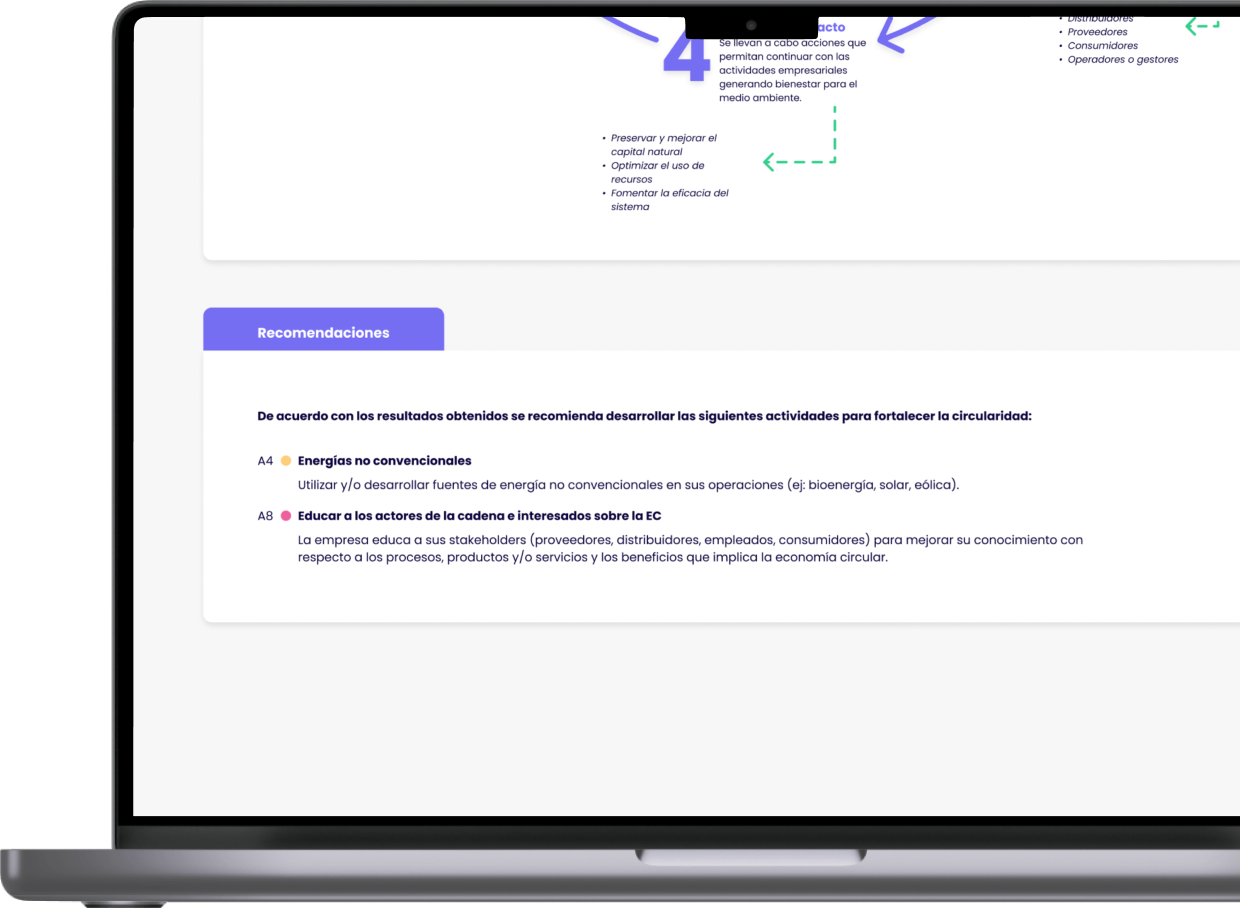 4
acto
Se llevan a cabo acciones que
permitan continuar con las
actividades empresariales
generando bienestar para el
medio ambiente.
• Distribuidores
• Proveedores
• Consumidores
• Operadores o gestores
• Preservar y mejorar el
capital natural
• Optimizar el uso de
recursos
• Fomentar la eficacia del
sistema
Recomendaciones
De acuerdo con los resultados obtenidos se recomienda desarrollar las siguientes actividades para fortalecer la circularidad:
A4 Energías no convencionales
Utilizar y/o desarrollar fuentes de energía no convencionales en sus operaciones (ej: bioenergía, solar, eólica).
A8 Educar a los actores de la cadena e interesados sobre la EC
La empresa educa a sus stakeholders (proveedores, distribuidores, empleados, consumidores) para mejorar su conocimiento con
respecto a los procesos, productos y/o servicios y los beneficios que implica la economía circular.